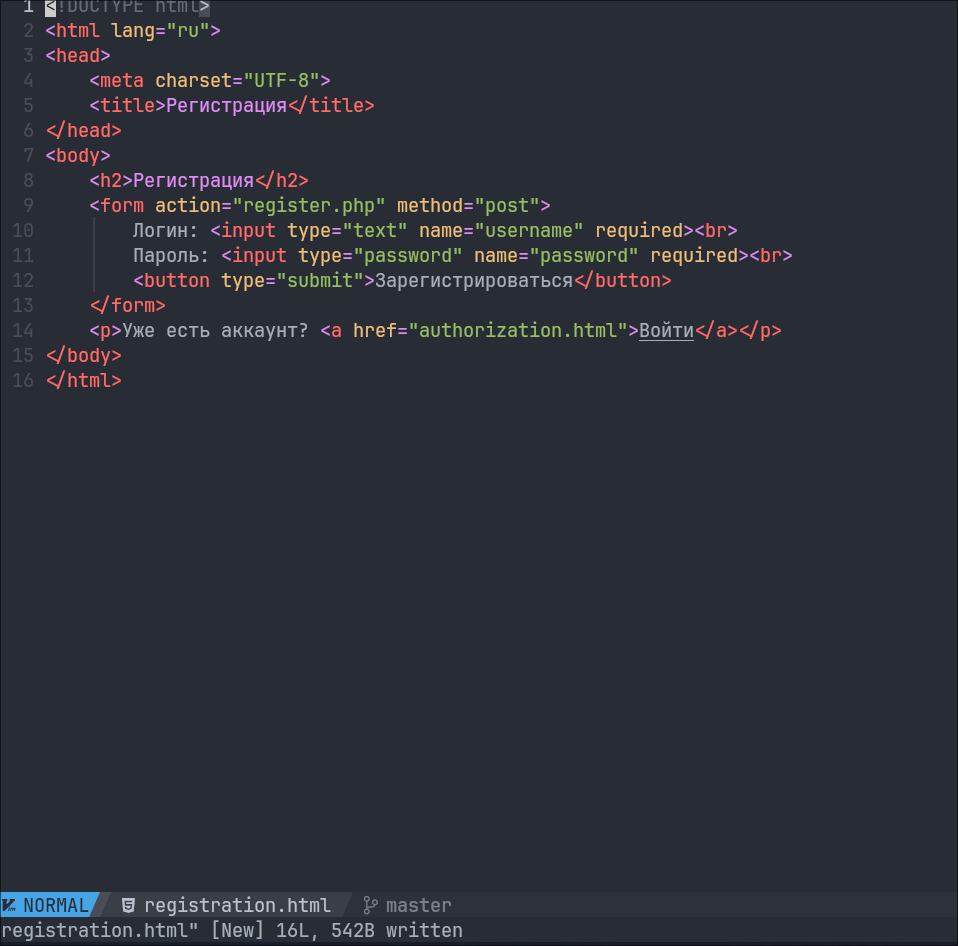 1 <!DOCTYPE html>
2 <html lang="ru">
3 <head>
4     <meta charset="UTF-8">
5     <title>Регистрация</title>
6 </head>
7 <body>
8     <h2>Регистрация</h2>
9     <form action="register.php" method="post">
10         Логин: <input type="text" name="username" required><br>
11         Пароль: <input type="password" name="password" required><br>
12         <button type="submit">Зарегистрироваться</button>
13     </form>
14     <p>Уже есть аккаунт? <a href="authorization.html">Войти</a></p>
15 </body>
16 </html>
NORMAL registration.html master
registration.html" [New] 16L, 542B written